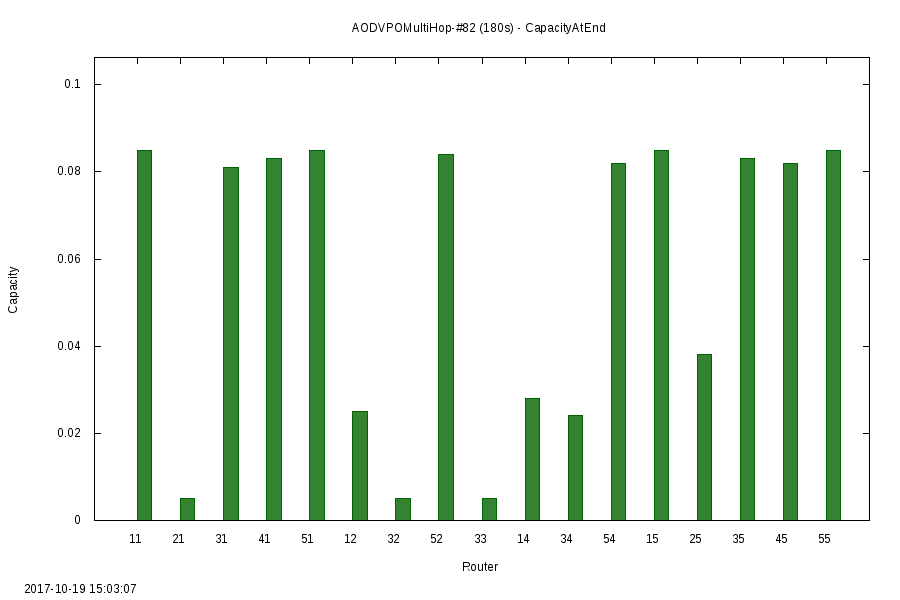 AODVPOMultiHop-#82 (180s) - CapacityAtEnd
0.1
0.08
0.06
0.04
0.02
0
Capacity
11 21 31 41 51 12 32 52 33 14 34 54 15 25 35 45 55
Router
2017-10-19 15:03:07